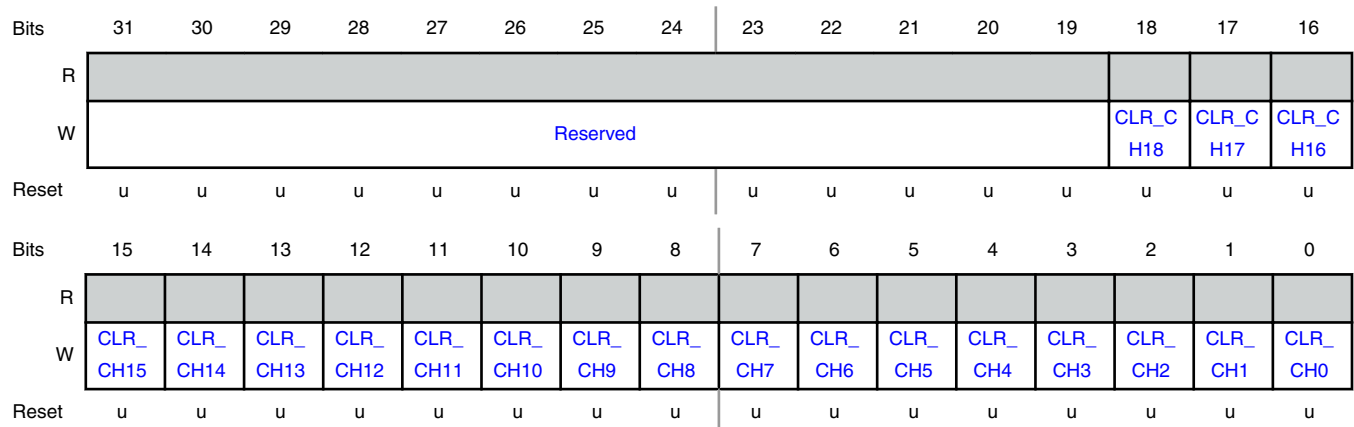 Bits 31 30 29 28 27 26 25 24 23 22 21 20 19 18 17 16
R
W Reserved CLR_C H18 CLR_C H17 CLR_C H16
Reset u u u u u u u u u u u u u u u u
Bits 15 14 13 12 11 10 9 8 7 6 5 4 3 2 1 0
R
W CLR_ CH15 CLR_ CH14 CLR_ CH13 CLR_ CH12 CLR_ CH11 CLR_ CH10 CLR_ CH9 CLR_ CH8 CLR_ CH7 CLR_ CH6 CLR_ CH5 CLR_ CH4 CLR_ CH3 CLR_ CH2 CLR_ CH1 CLR_ CH0
Reset u u u u u u u u u u u u u u u u